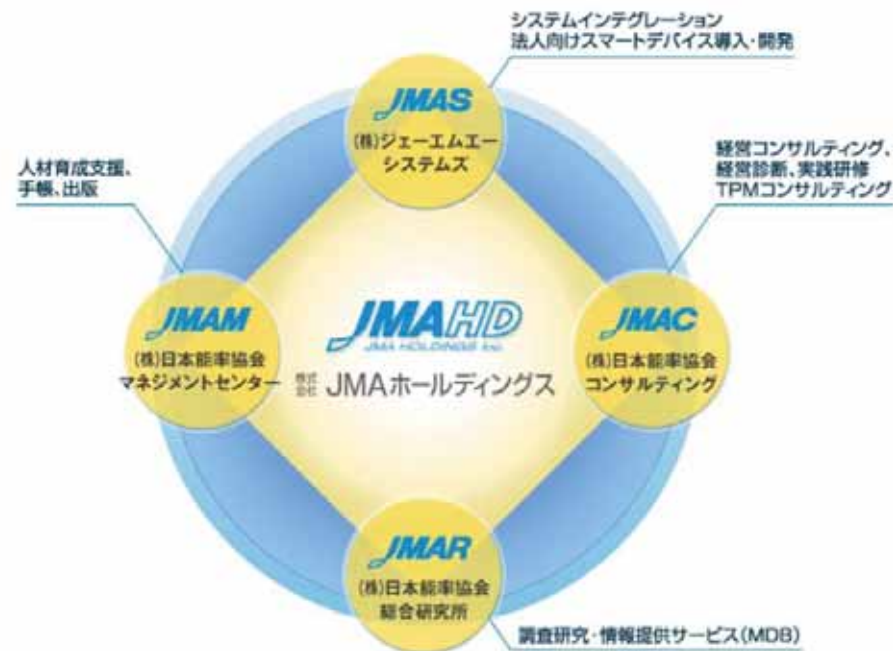 システムインテグレーション
法人向けスマートデバイス導入・開発
JMAS
(株)ジェーエムエー
システムズ
人材育成支援、
手帳、出版
経営コンサルティング、
経営診断、実践研修
TPMコンサルティング
JMAM
(株)日本能率協会
マネジメントセンター
JMAHD
JMA HOLDINGS Inc.
株式会社 JMAホールディングス
JMAC
(株)日本能率協会
コンサルティング
JMAR
(株)日本能率協会
総合研究所
調査研究・情報提供サービス(MDB)